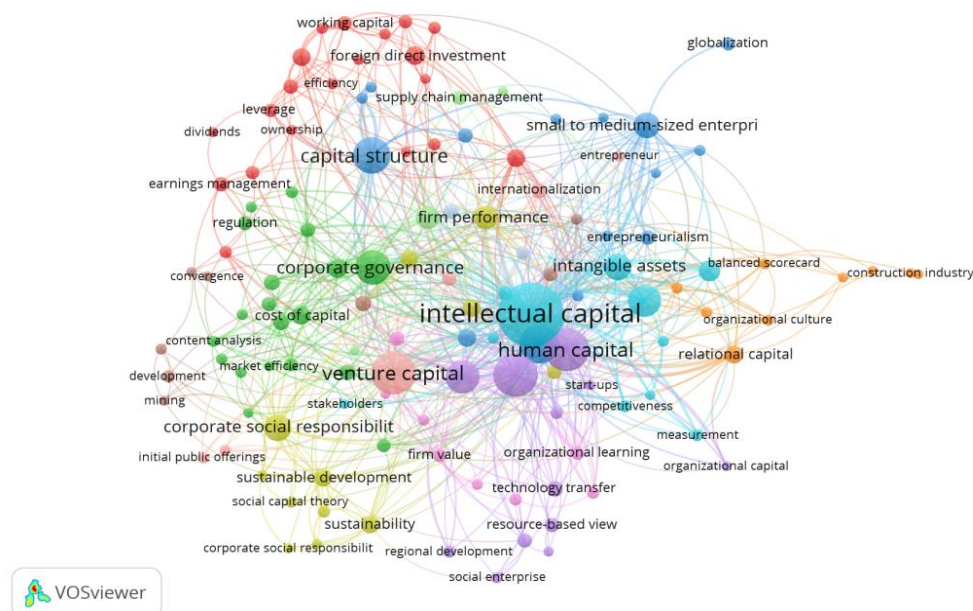 working capital
globalization
foreign direct investment
efficiency
supply chain management
leverage
small to medium-sized enterpri
dividends
ownership
capital structure
entrepreneur
earnings management
internationalization
regulation
firm performance
entrepreneurialism
corporate governance
intangible assets
balanced scorecard
convergence
construction industry
cost of capital
intellectual capital
organizational culture
content analysis
human capital
relational capital
market efficiency
venture capital
development
start-ups
mining
stakeholders
competitiveness
corporate social responsibilit
measurement
initial public offerings
firm value
organizational learning
organizational capital
sustainable development
technology transfer
social capital theory
sustainability
resource-based view
corporate social responsibilit
regional development
social enterprise
VOSviewer